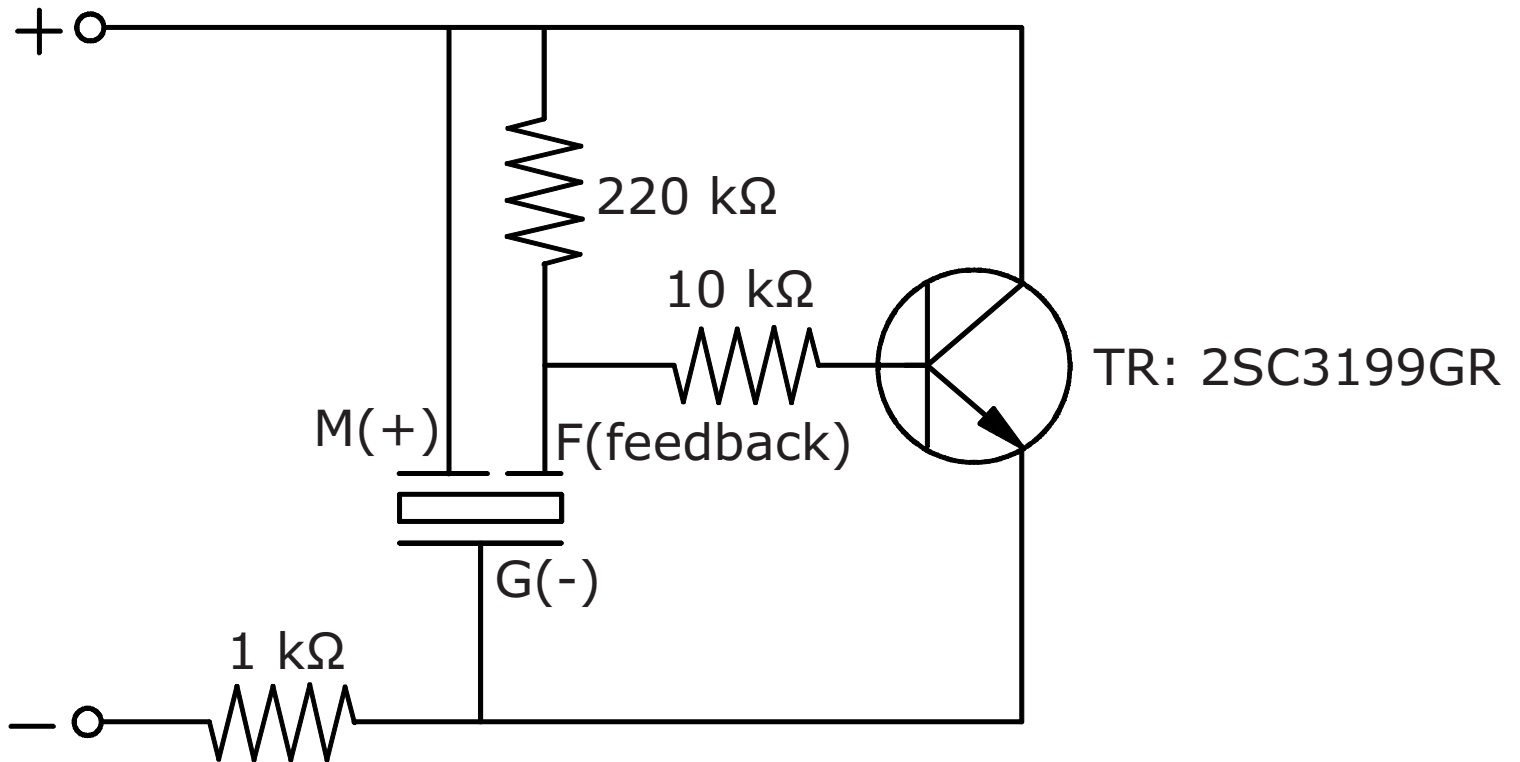 +
220 kΩ
10 kΩ
TR: 2SC3199GR
M(+)
F(feedback)
G(-)
1 kΩ
−